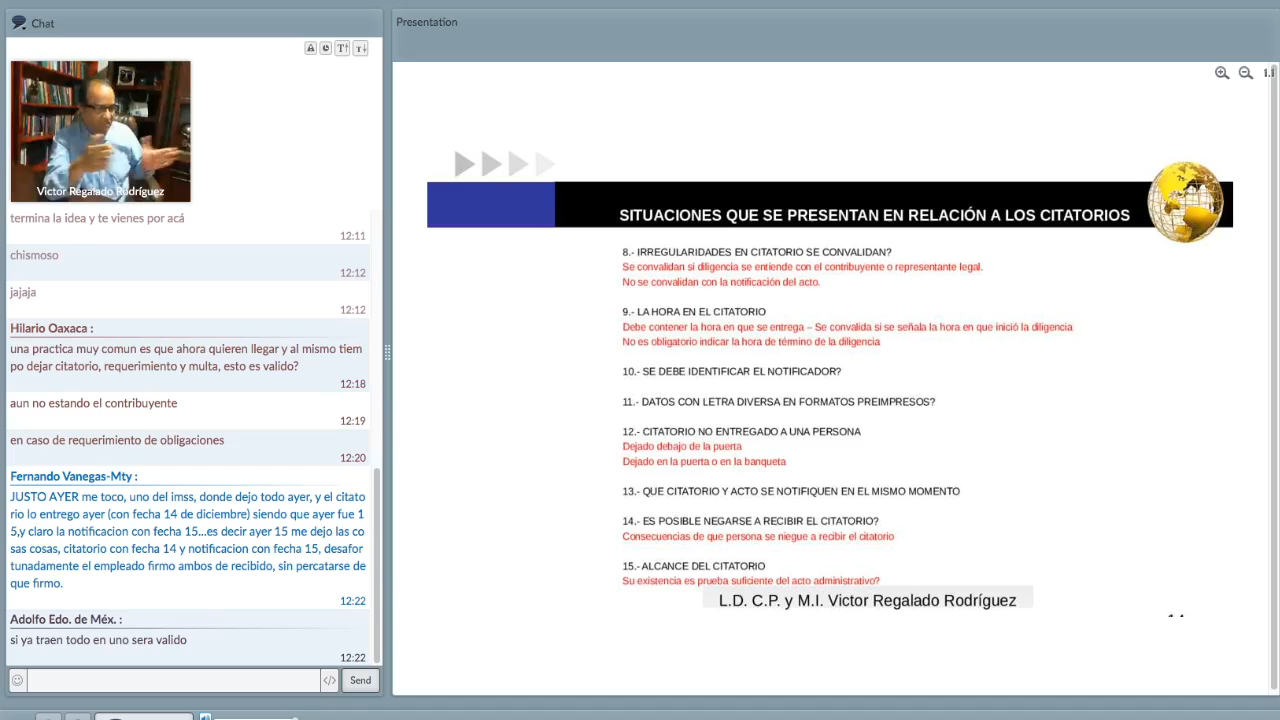 Chat
Victor Regalado Rodríguez
termina la idea y te vienes por acá
12:11
chismoso
12:12
jajaja
12:12
Hilario Oaxaca :
una practica muy comun es que ahora quieren llegar y al mismo tiem
po dejar citatorio, requerimiento y multa, esto es valido?
12:18
aun no estando el contribuyente
12:19
en caso de requerimiento de obligaciones
12:20
Fernando Vanegas-Mty :
JUSTO AYER me toco, uno del imss, donde dejo todo ayer, y el citato
rio lo entrego ayer (con fecha 14 de diciembre) siendo que ayer fue 1
5,y claro la notificacion con fecha 15...es decir ayer 15 me dejo las co
sas cosas, citatorio con fecha 14 y notificacion con fecha 15, desafor
tunadamente el empleado firmo ambos de recibido, sin percatarse de
que firmo.
12:22
Adolfo Edo. de Méx. :
si ya traen todo en uno sera valido
12:22
Send
Presentation
SITUACIONES QUE SE PRESENTAN EN RELACIÓN A LOS CITATORIOS
8.- IRREGULARIDADES EN CITATORIO SE CONVALIDAN?
Se convalidan si diligencia se entiende con el contribuyente o representante legal.
No se convalidan con la notificación del acto.
9.- LA HORA EN EL CITATORIO
Debe contener la hora en que se entrega – Se convalida si se señala la hora en que inició la diligencia
No es obligatorio indicar la hora de término de la diligencia
10.- SE DEBE IDENTIFICAR EL NOTIFICADOR?
11.- DATOS CON LETRA DIVERSA EN FORMATOS PREIMPRESOS?
12.- CITATORIO NO ENTREGADO A UNA PERSONA
Dejado debajo de la puerta
Dejado en la puerta o en la banqueta
13.- QUE CITATORIO Y ACTO SE NOTIFIQUEN EN EL MISMO MOMENTO
14.- ES POSIBLE NEGARSE A RECIBIR EL CITATORIO?
Consecuencias de que persona se niegue a recibir el citatorio
15.- ALCANCE DEL CITATORIO
Su existencia es prueba suficiente del acto administrativo?
L.D. C.P. y M.I. Victor Regalado Rodríguez